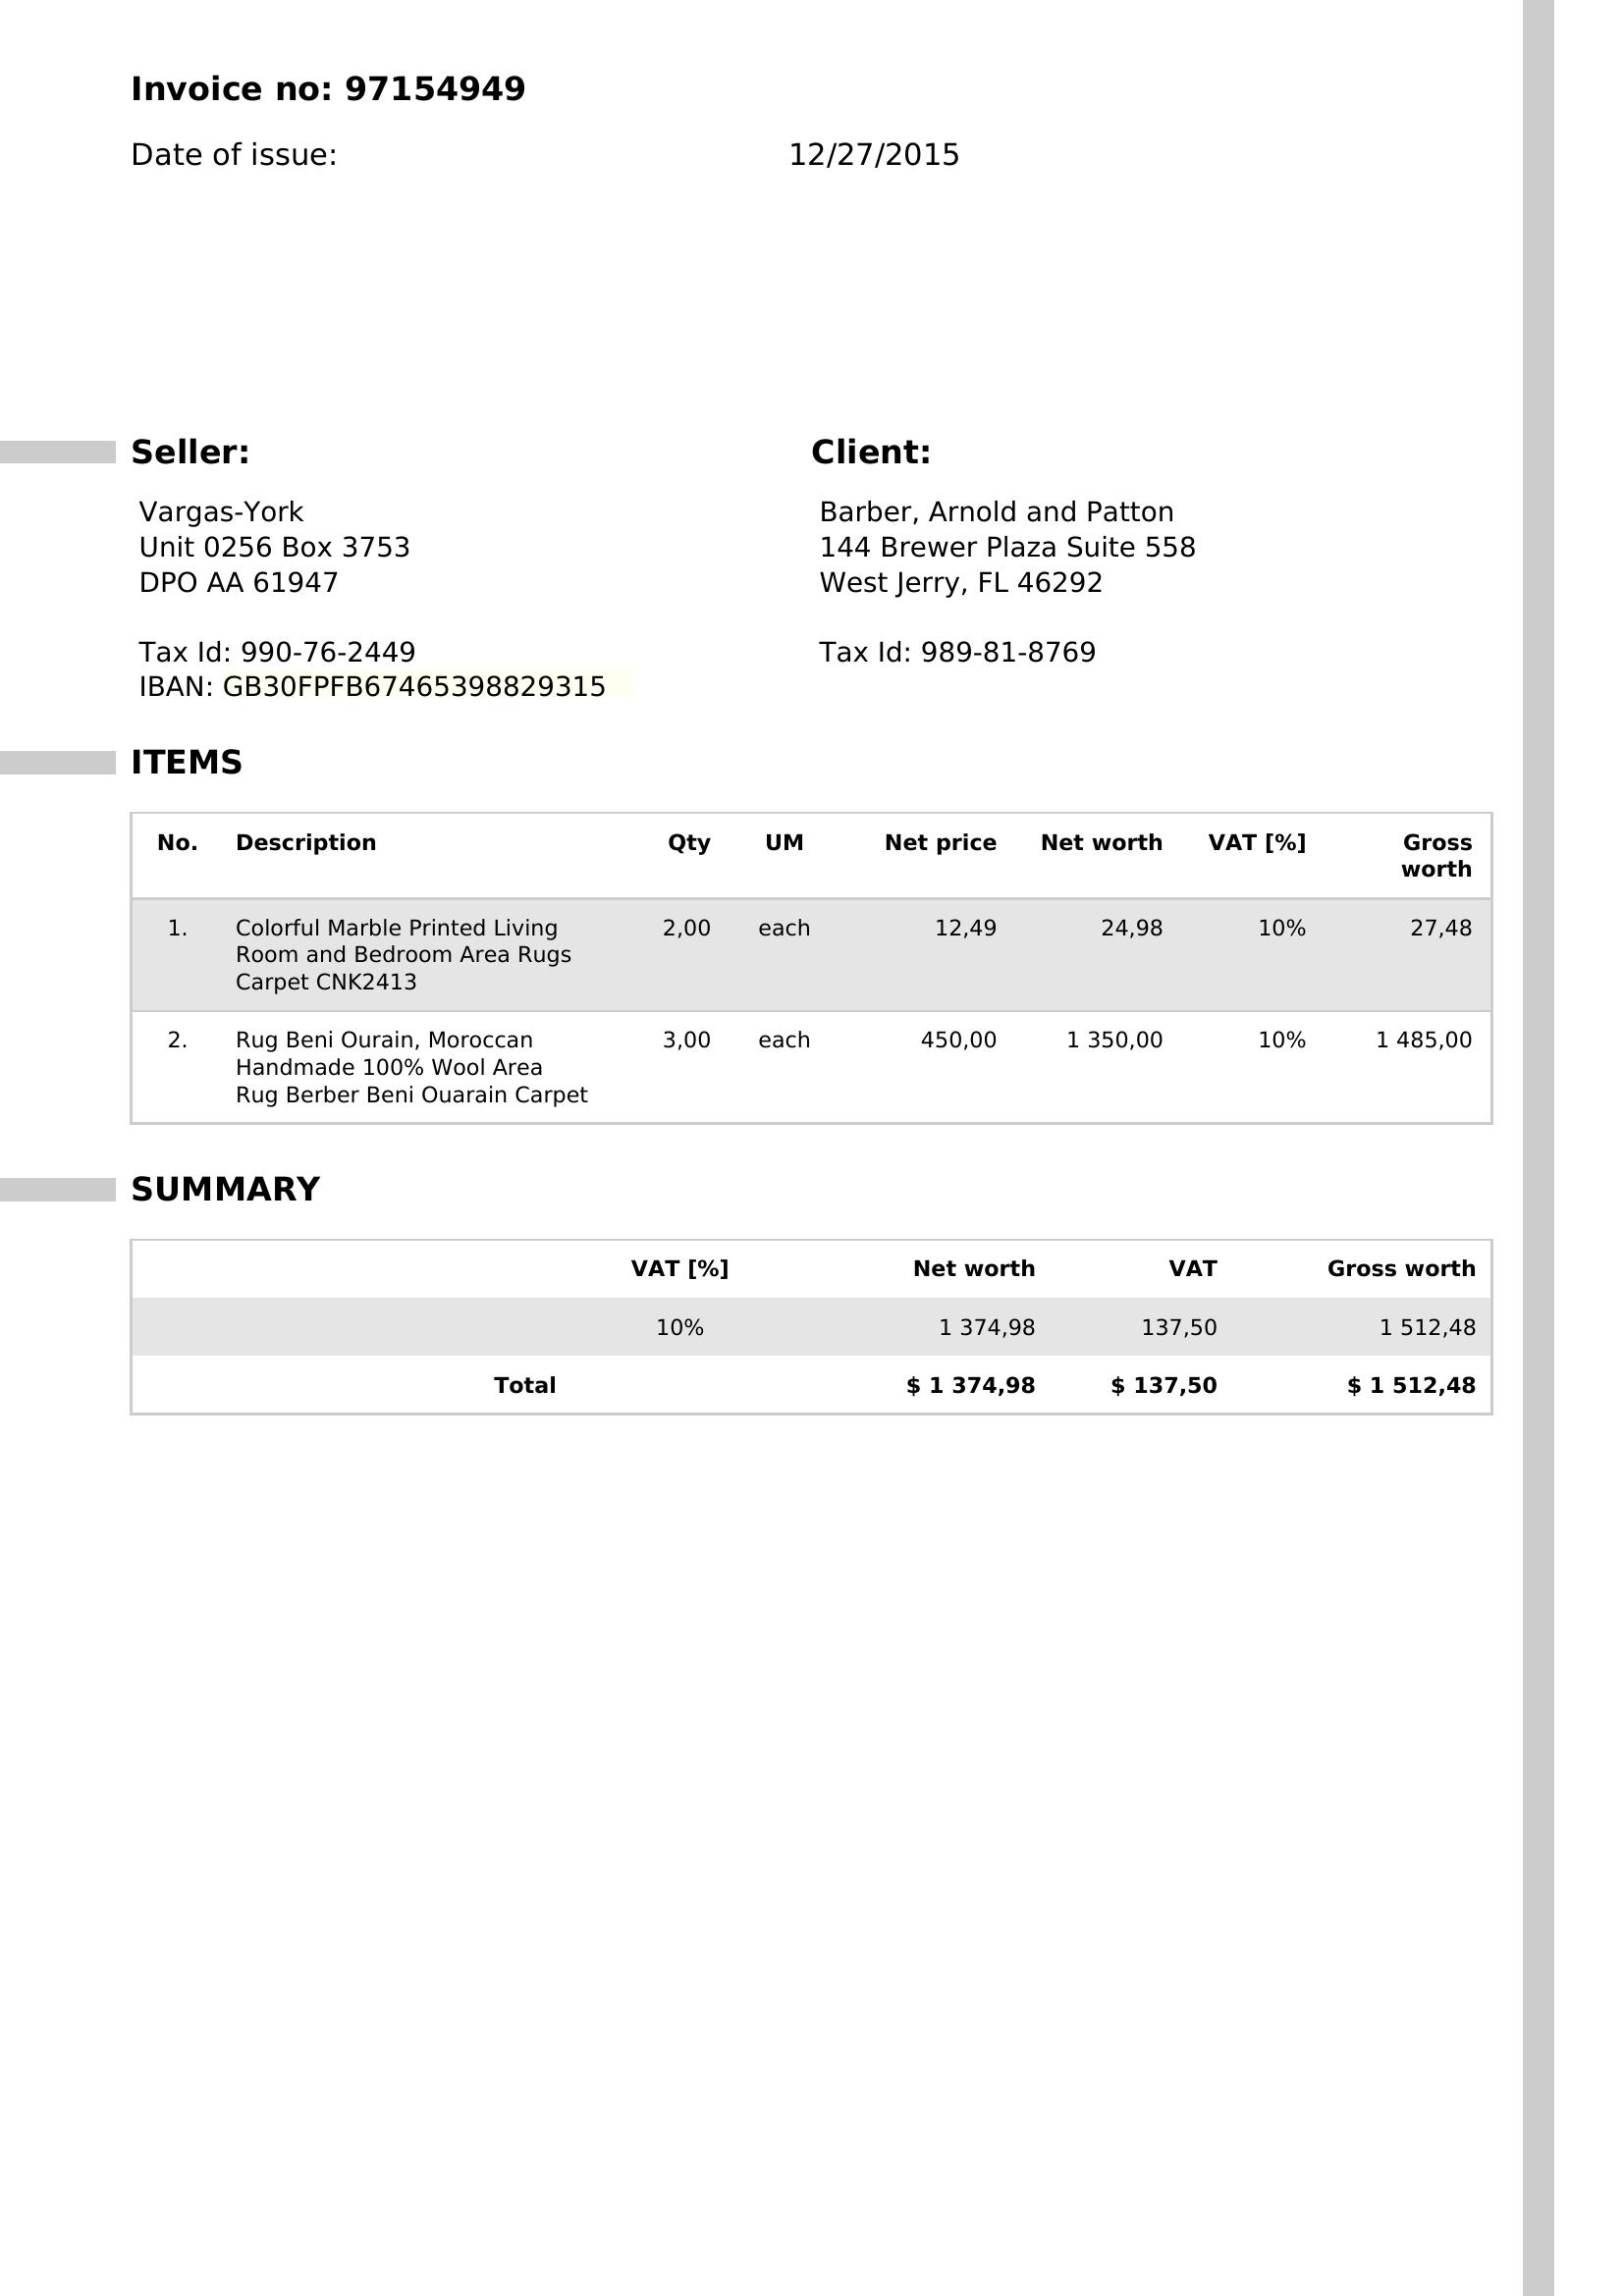 Invoice no: 97154949
Date of issue: 12/27/2015
Seller:
Vargas-York
Unit 0256 Box 3753
DPO AA 61947
Tax Id: 990-76-2449
IBAN: GB30FPFB67465398829315
Client:
Barber, Arnold and Patton
144 Brewer Plaza Suite 558
West Jerry, FL 46292
Tax Id: 989-81-8769
ITEMS
No. Description Qty UM Net price Net worth VAT [%] Gross
worth
1. Colorful Marble Printed Living 2,00 each 12,49 24,98 10% 27,48
Room and Bedroom Area Rugs
Carpet CNK2413
2. Rug Beni Ourain, Moroccan 3,00 each 450,00 1 350,00 10% 1 485,00
Handmade 100% Wool Area
Rug Berber Beni Ouarain Carpet
SUMMARY
VAT [%] Net worth VAT Gross worth
10% 1 374,98 137,50 1 512,48
Total $ 1 374,98 $ 137,50 $ 1 512,48